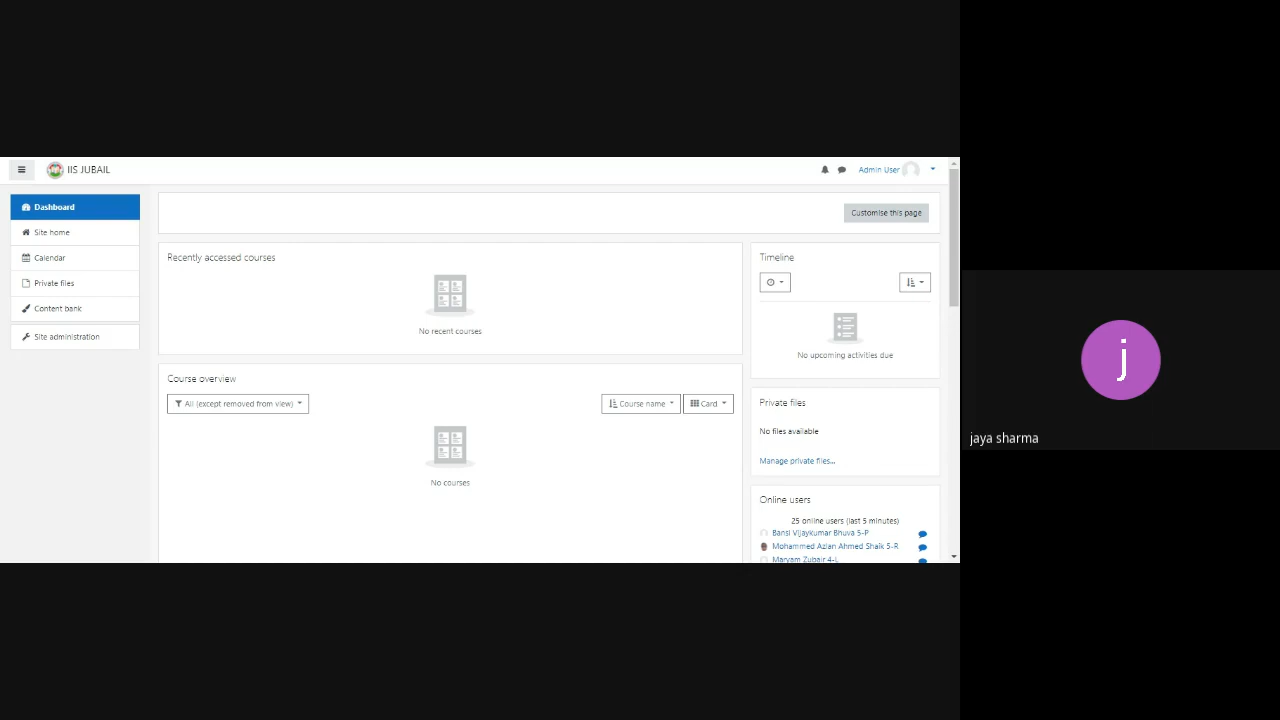 IIS JUBAIL
Admin User
Dashboard
Site home
Calendar
Private files
Content bank
Site administration
Customise this page
Recently accessed courses
No recent courses
Course overview
All (except removed from view)
Course name
Card
No courses
Timeline
No upcoming activities due
Private files
No files available
Manage private files...
Online users
25 online users (last 5 minutes)
Bansi Vijaykumar Bhuva 5-P
Mohammed Azlan Ahmed Shaik 5-R
Maryam Zubair 4-L
j
jaya sharma